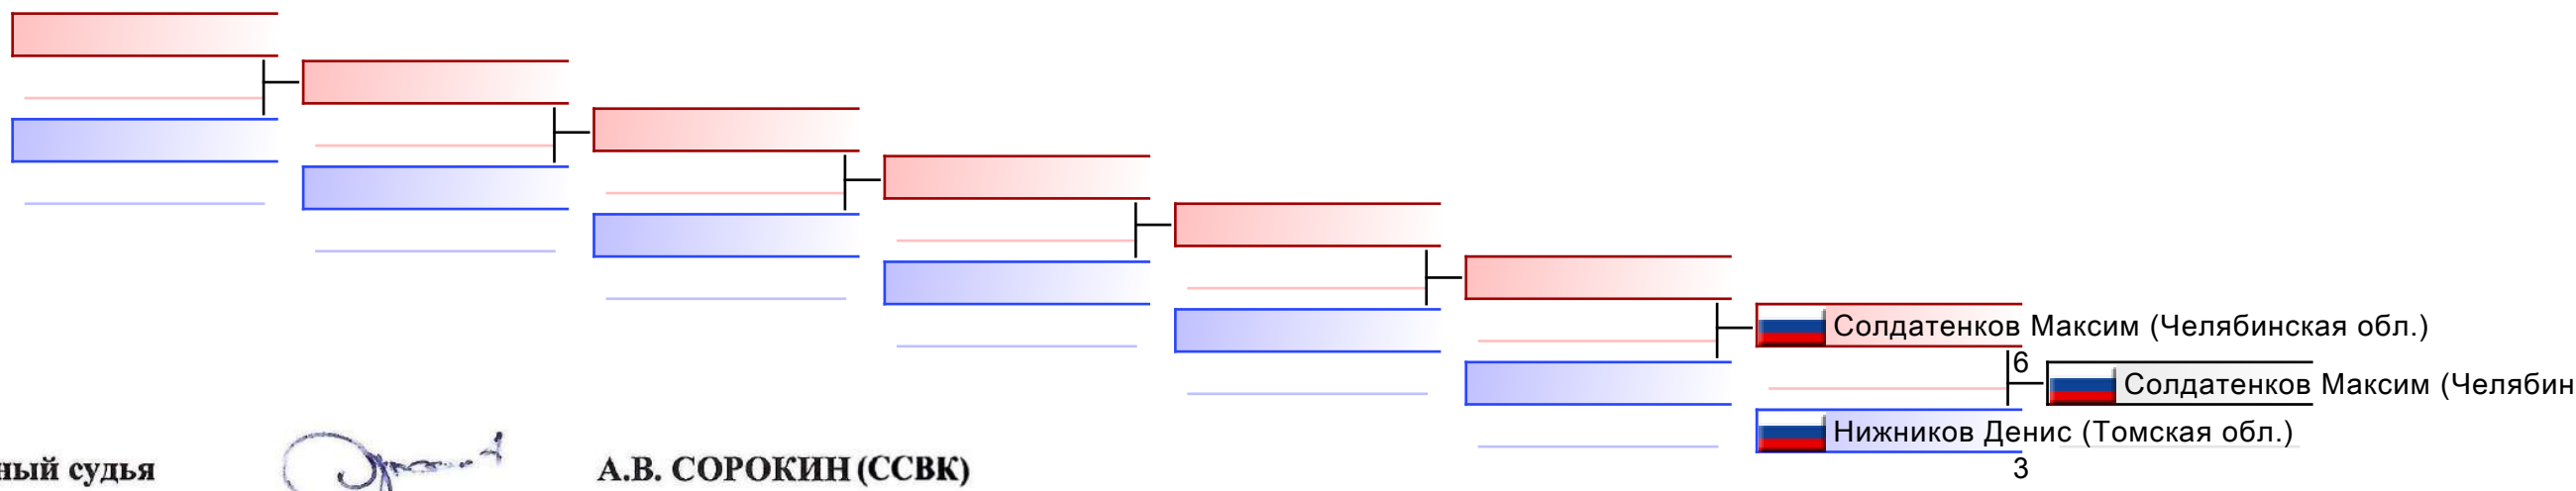 Солдатенков Максим (Челябинская обл.)
6
Солдатенков Максим (Челябин
Нижников Денис (Томская обл.)
3
ный судья
А.В. СОРОКИН (ССВК)